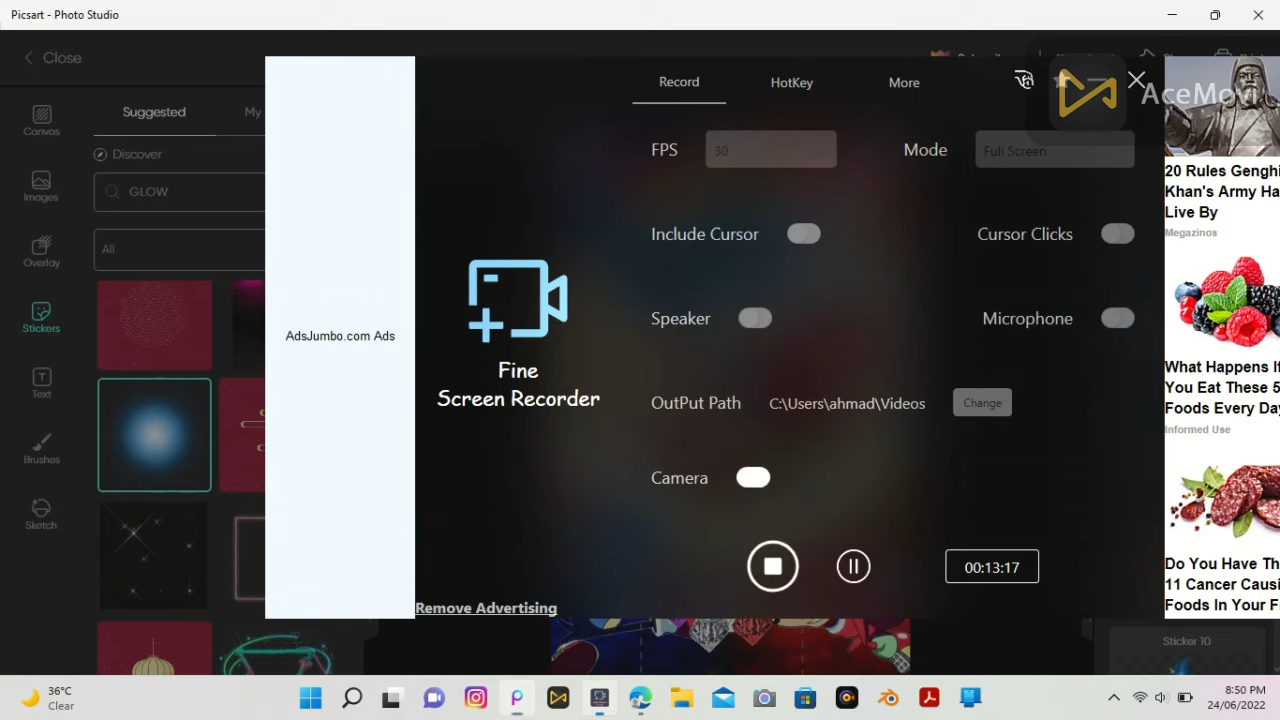 Picsart - Photo Studio
Close
Canvas
Images
Overlay
Stickers
Text
Brushes
Sketch
Suggested
My
Discover
GLOW
All
AdsJumbo.com Ads
Fine
Screen Recorder
Remove Advertising
Record HotKey More
FPS 30 Mode Full Screen
Include Cursor Cursor Clicks
Speaker Microphone
OutPut Path C:\Users\ahmad\Videos Change
Camera
00:13:17
20 Rules Genghi
Khan's Army Ha
Live By
Megazinos
What Happens If
You Eat These 5
Foods Every Day
Informed Use
Do You Have Th
11 Cancer Causi
Foods In Your F
Sticker 10
36°C
Clear
8:50 PM
24/06/2022